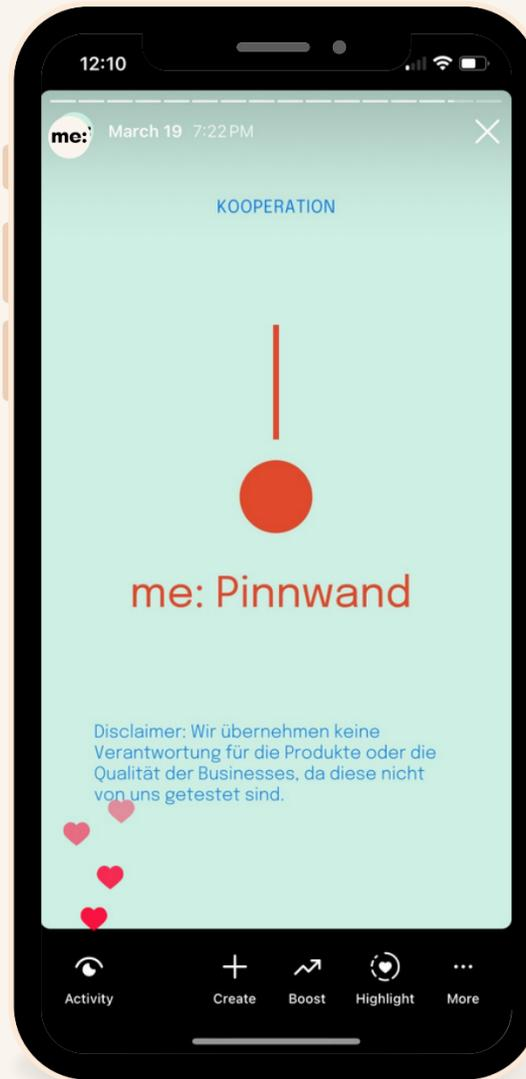 12:10
me:
March 19 7:22 PM
KOOPERATION
me: Pinnwand
Disclaimer: Wir übernehmen keine
Verantwortung für die Produkte oder die
Qualität der Businesses, da diese nicht
von uns getestet sind.
Activity
Create
Boost
Highlight
More